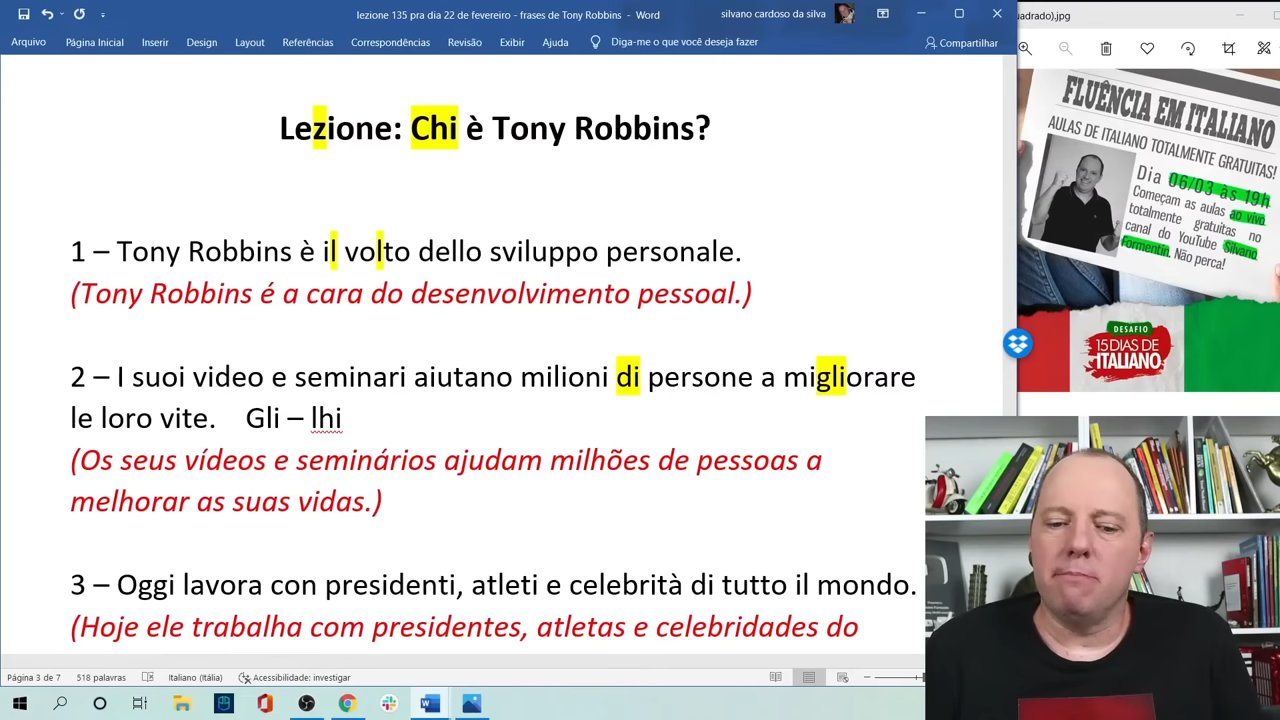 lezione 135 pra dia 22 de fevereiro - frases de Tony Robbins - Word
silvano cardoso da silva
Arquivo Página Inicial Inserir Design Layout Referências Correspondências Revisão Exibir Ajuda Diga-me o que você deseja fazer Compartilhar
uadrado).jpg
Lezione: Chi è Tony Robbins?
1 – Tony Robbins è il volto dello sviluppo personale.
(Tony Robbins é a cara do desenvolvimento pessoal.)
2 – I suoi video e seminari aiutano milioni di persone a migliorare
le loro vite. Gli – lhi
(Os seus vídeos e seminários ajudam milhões de pessoas a
melhorar as suas vidas.)
3 – Oggi lavora con presidenti, atleti e celebrità di tutto il mondo.
(Hoje ele trabalha com presidentes, atletas e celebridades do
FLUÊNCIA EM ITALIANO
AULAS DE ITALIANO TOTALMENTE GRATUITAS!
Dia 06/03 às 19h
Começam as aulas ao vivo
totalmente gratuitas no
canal do YouTube Silvano
Formentin. Não perca!
DESAFIO
15 DIAS DE
ITALIANO
Página 3 de 7 518 palavras Italiano (Itália) Acessibilidade: investigar